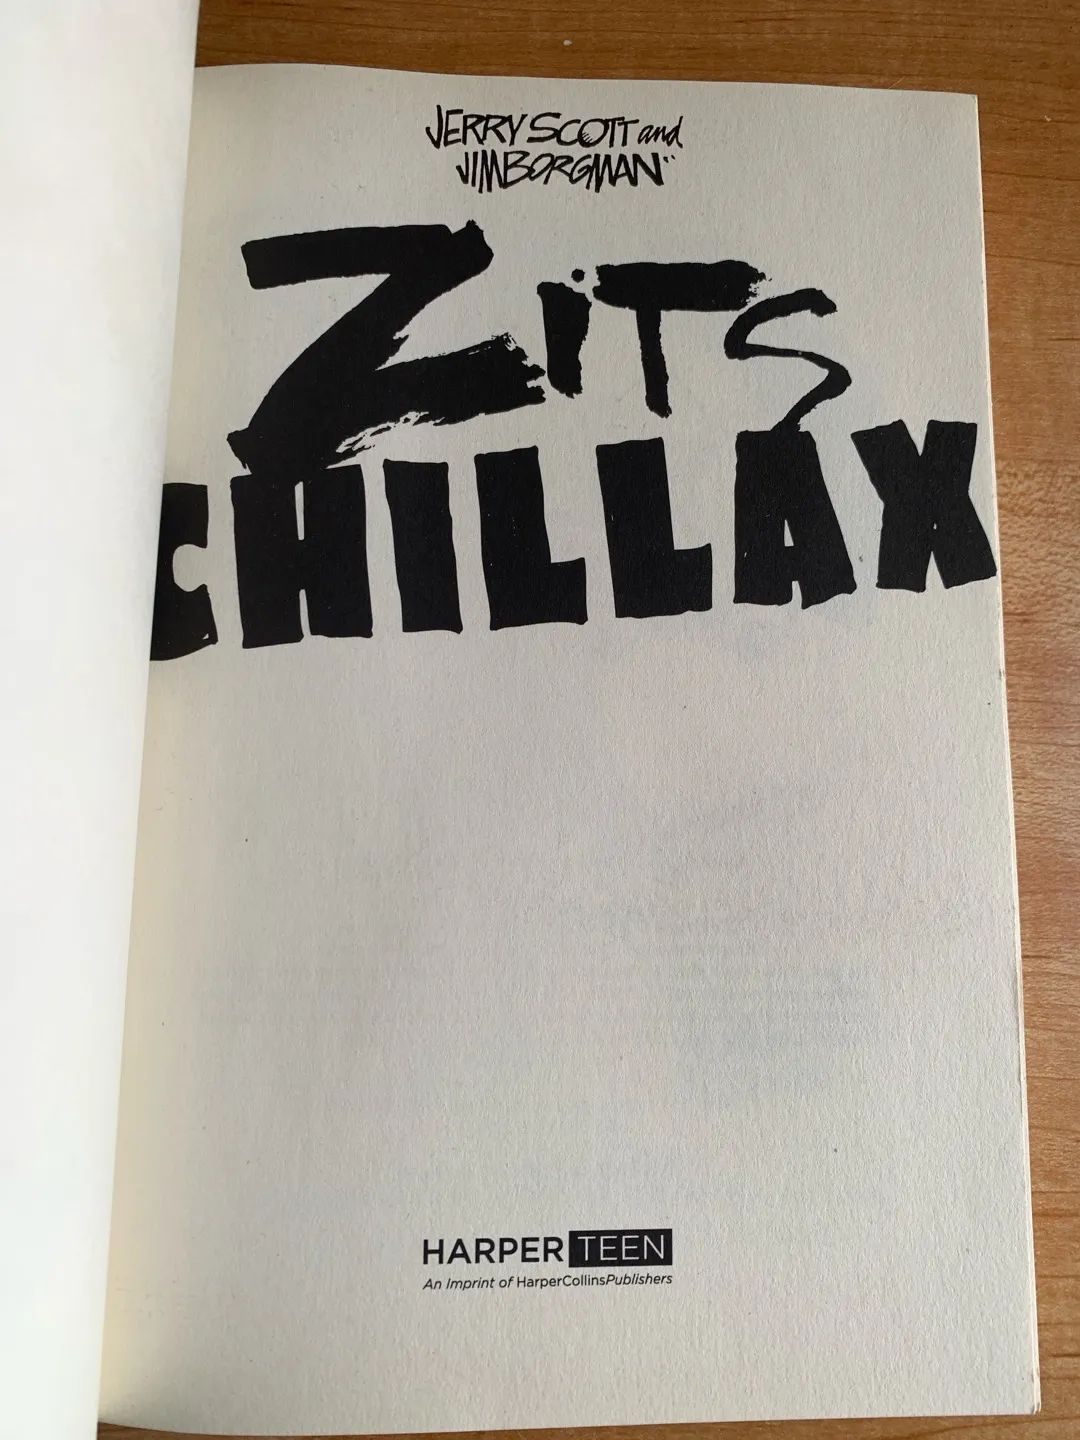 JERRY SCOTT and
JIM BORGMAN
ZiTS
CHILLAX
HARPER TEEN
An Imprint of HarperCollinsPublishers